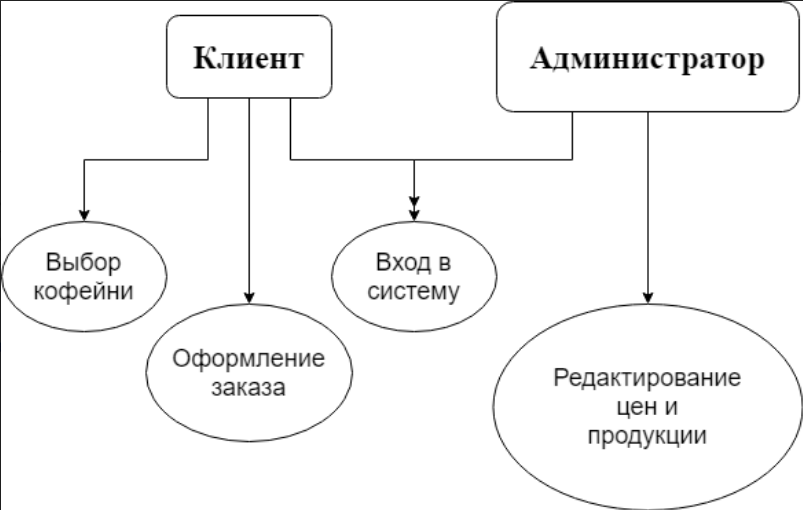 Клиент
Администратор
Выбор
кофейни
Вход в
систему
Оформление
заказа
Редактирование
цен и
продукции